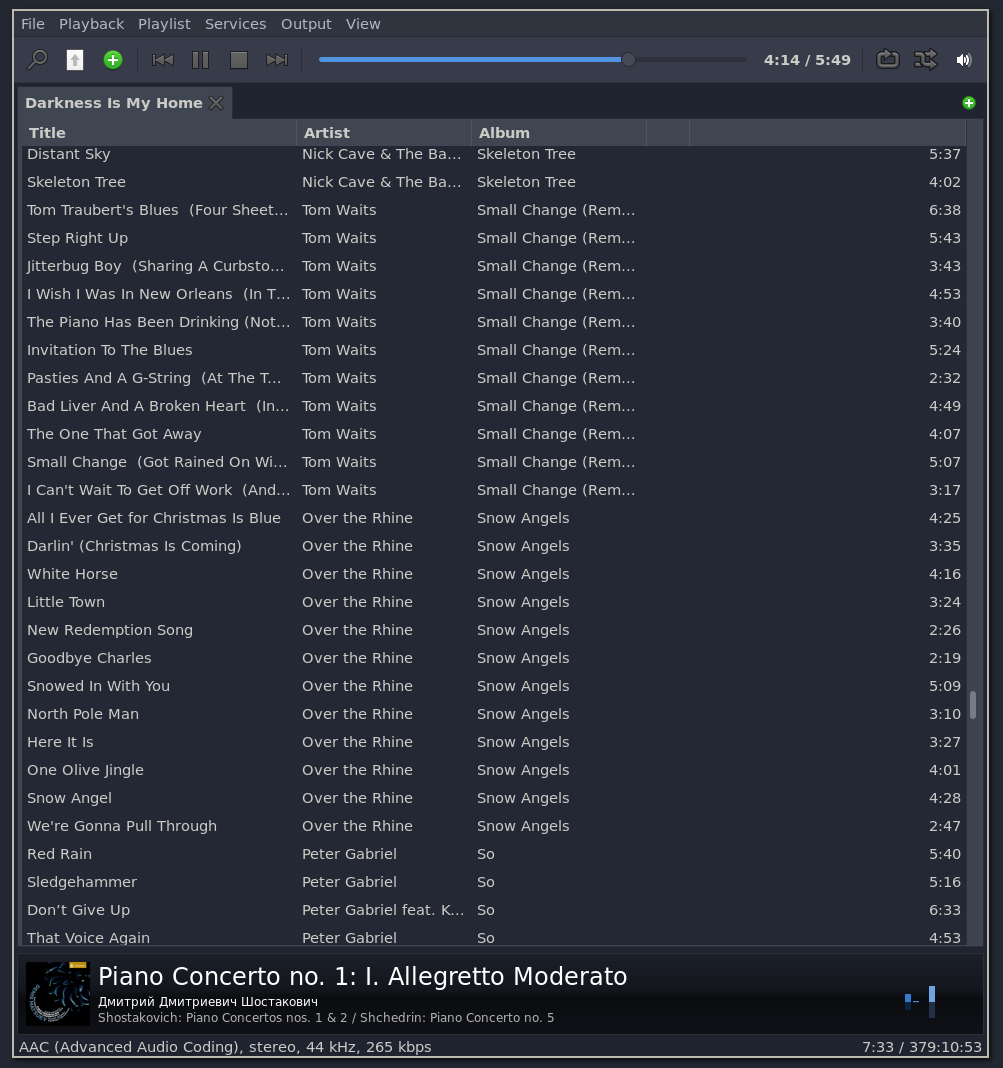 File Playback Playlist Services Output View
4:14 / 5:49
Darkness Is My Home
Title Artist Album
Distant Sky Nick Cave & The Ba... Skeleton Tree 5:37
Skeleton Tree Nick Cave & The Ba... Skeleton Tree 4:02
Tom Traubert's Blues (Four Sheet... Tom Waits Small Change (Rem... 6:38
Step Right Up Tom Waits Small Change (Rem... 5:43
Jitterbug Boy (Sharing A Curbsto... Tom Waits Small Change (Rem... 3:43
I Wish I Was In New Orleans (In T... Tom Waits Small Change (Rem... 4:53
The Piano Has Been Drinking (Not... Tom Waits Small Change (Rem... 3:40
Invitation To The Blues Tom Waits Small Change (Rem... 5:24
Pasties And A G-String (At The T... Tom Waits Small Change (Rem... 2:32
Bad Liver And A Broken Heart (In... Tom Waits Small Change (Rem... 4:49
The One That Got Away Tom Waits Small Change (Rem... 4:07
Small Change (Got Rained On Wi... Tom Waits Small Change (Rem... 5:07
I Can't Wait To Get Off Work (And... Tom Waits Small Change (Rem... 3:17
All I Ever Get for Christmas Is Blue Over the Rhine Snow Angels 4:25
Darlin' (Christmas Is Coming) Over the Rhine Snow Angels 3:35
White Horse Over the Rhine Snow Angels 4:16
Little Town Over the Rhine Snow Angels 3:24
New Redemption Song Over the Rhine Snow Angels 2:26
Goodbye Charles Over the Rhine Snow Angels 2:19
Snowed In With You Over the Rhine Snow Angels 5:09
North Pole Man Over the Rhine Snow Angels 3:10
Here It Is Over the Rhine Snow Angels 3:27
One Olive Jingle Over the Rhine Snow Angels 4:01
Snow Angel Over the Rhine Snow Angels 4:28
We're Gonna Pull Through Over the Rhine Snow Angels 2:47
Red Rain Peter Gabriel So 5:40
Sledgehammer Peter Gabriel So 5:16
Don’t Give Up Peter Gabriel feat. K... So 6:33
That Voice Again Peter Gabriel So 4:53
Piano Concerto no. 1: I. Allegretto Moderato
Дмитрий Дмитриевич Шостакович
Shostakovich: Piano Concertos nos. 1 & 2 / Shchedrin: Piano Concerto no. 5
AAC (Advanced Audio Coding), stereo, 44 kHz, 265 kbps 7:33 / 379:10:53